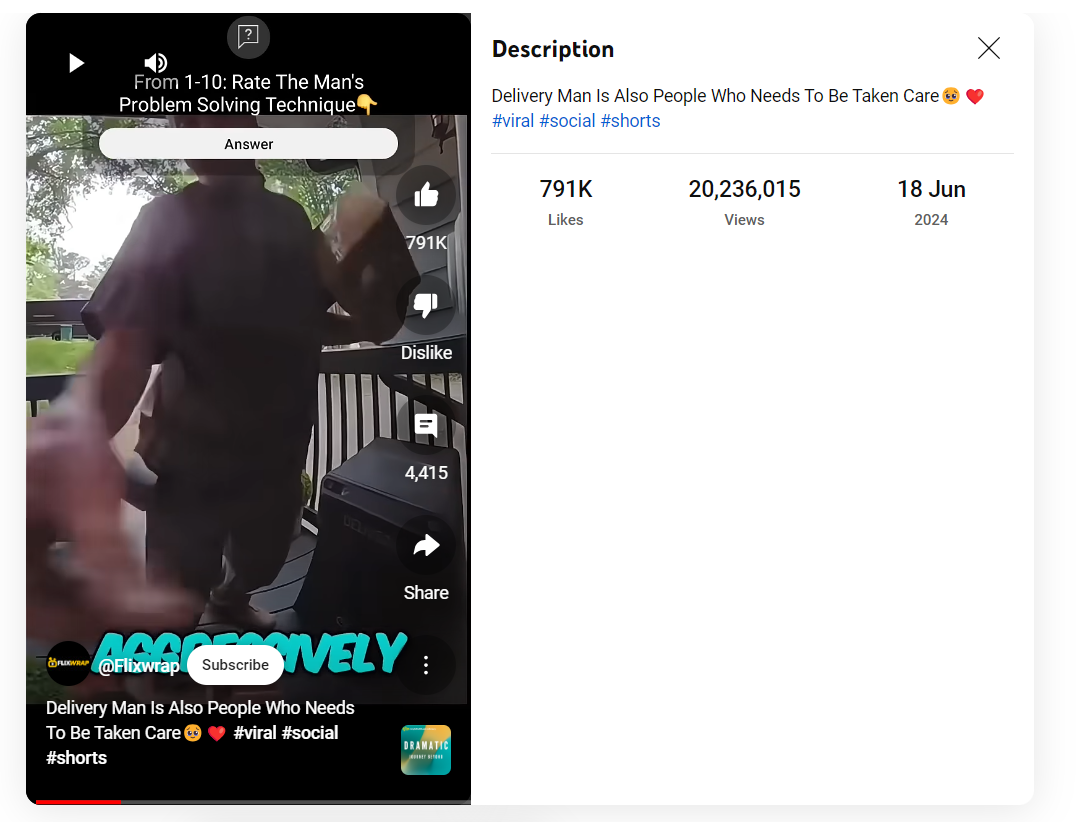 From 1-10: Rate The Man's
Problem Solving Technique👇
Answer
791K
Dislike
4,415
Share
AGGRESSIVELY
FLIXWRAP
@Flixwrap
Subscribe
Delivery Man Is Also People Who Needs
To Be Taken Care🥹 ❤️ #viral #social
#shorts
DRAMATIC
Description
Delivery Man Is Also People Who Needs To Be Taken Care🥹 ❤️
#viral #social #shorts
791K 20,236,015 18 Jun
Likes Views 2024